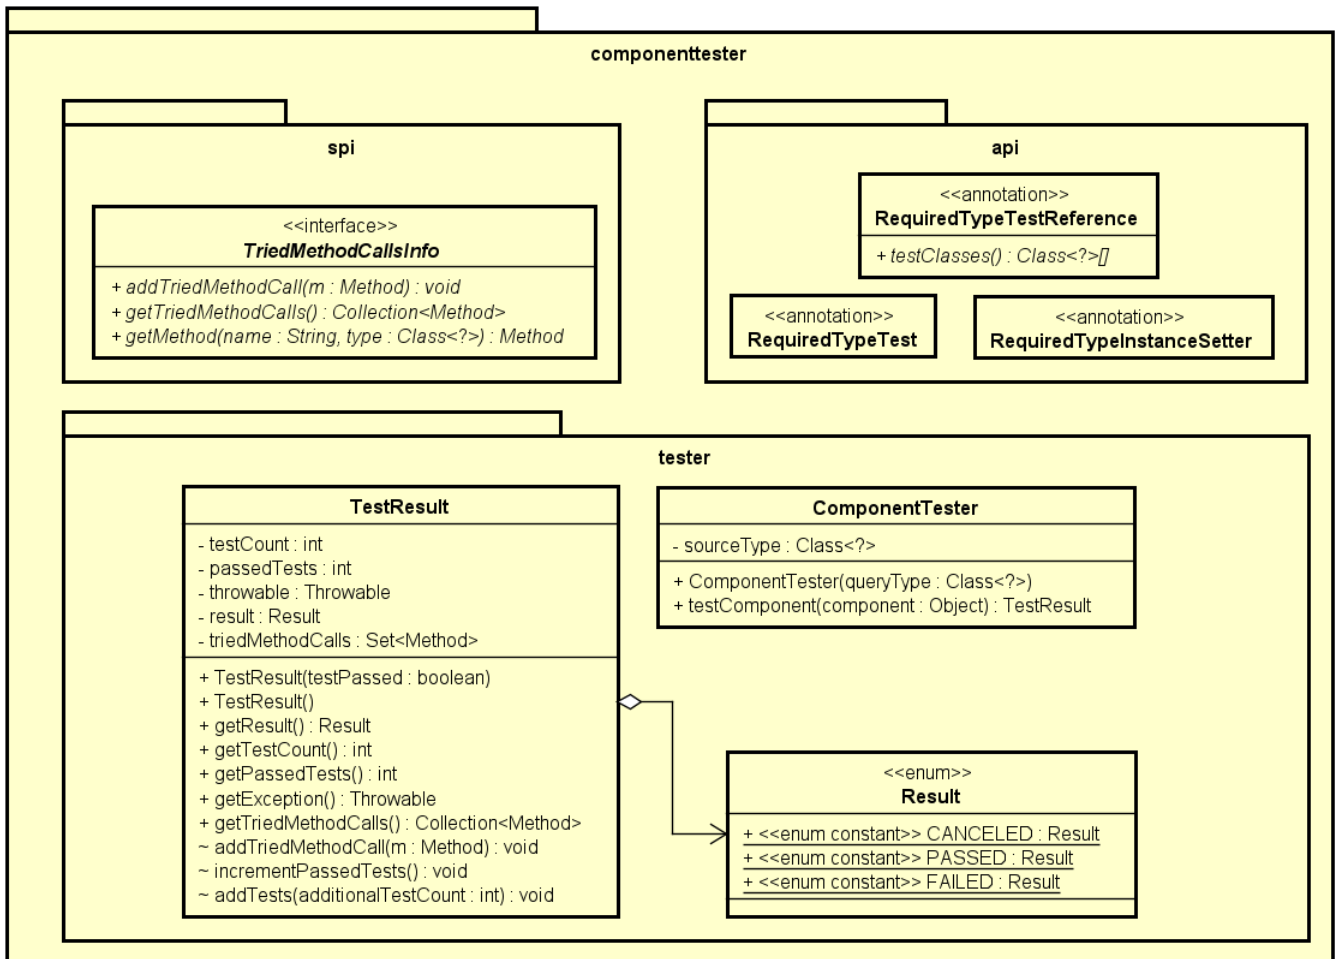 componenttester
spi
<<interface>>
TriedMethodCallsInfo
+ addTriedMethodCall(m : Method) : void
+ getTriedMethodCalls() : Collection<Method>
+ getMethod(name : String, type : Class<?>) : Method
api
<<annotation>>
RequiredTypeTestReference
+ testClasses() : Class<?>[]
<<annotation>>
RequiredTypeTest
<<annotation>>
RequiredTypeInstanceSetter
tester
TestResult
- testCount : int
- passedTests : int
- throwable : Throwable
- result : Result
- triedMethodCalls : Set<Method>
+ TestResult(testPassed : boolean)
+ TestResult()
+ getResult() : Result
+ getTestCount() : int
+ getPassedTests() : int
+ getException() : Throwable
+ getTriedMethodCalls() : Collection<Method>
~ addTriedMethodCall(m : Method) : void
~ incrementPassedTests() : void
~ addTests(additionalTestCount : int) : void
ComponentTester
- sourceType : Class<?>
+ ComponentTester(queryType : Class<?>)
+ testComponent(component : Object) : TestResult
<<enum>>
Result
+ <<enum constant>> CANCELED : Result
+ <<enum constant>> PASSED : Result
+ <<enum constant>> FAILED : Result